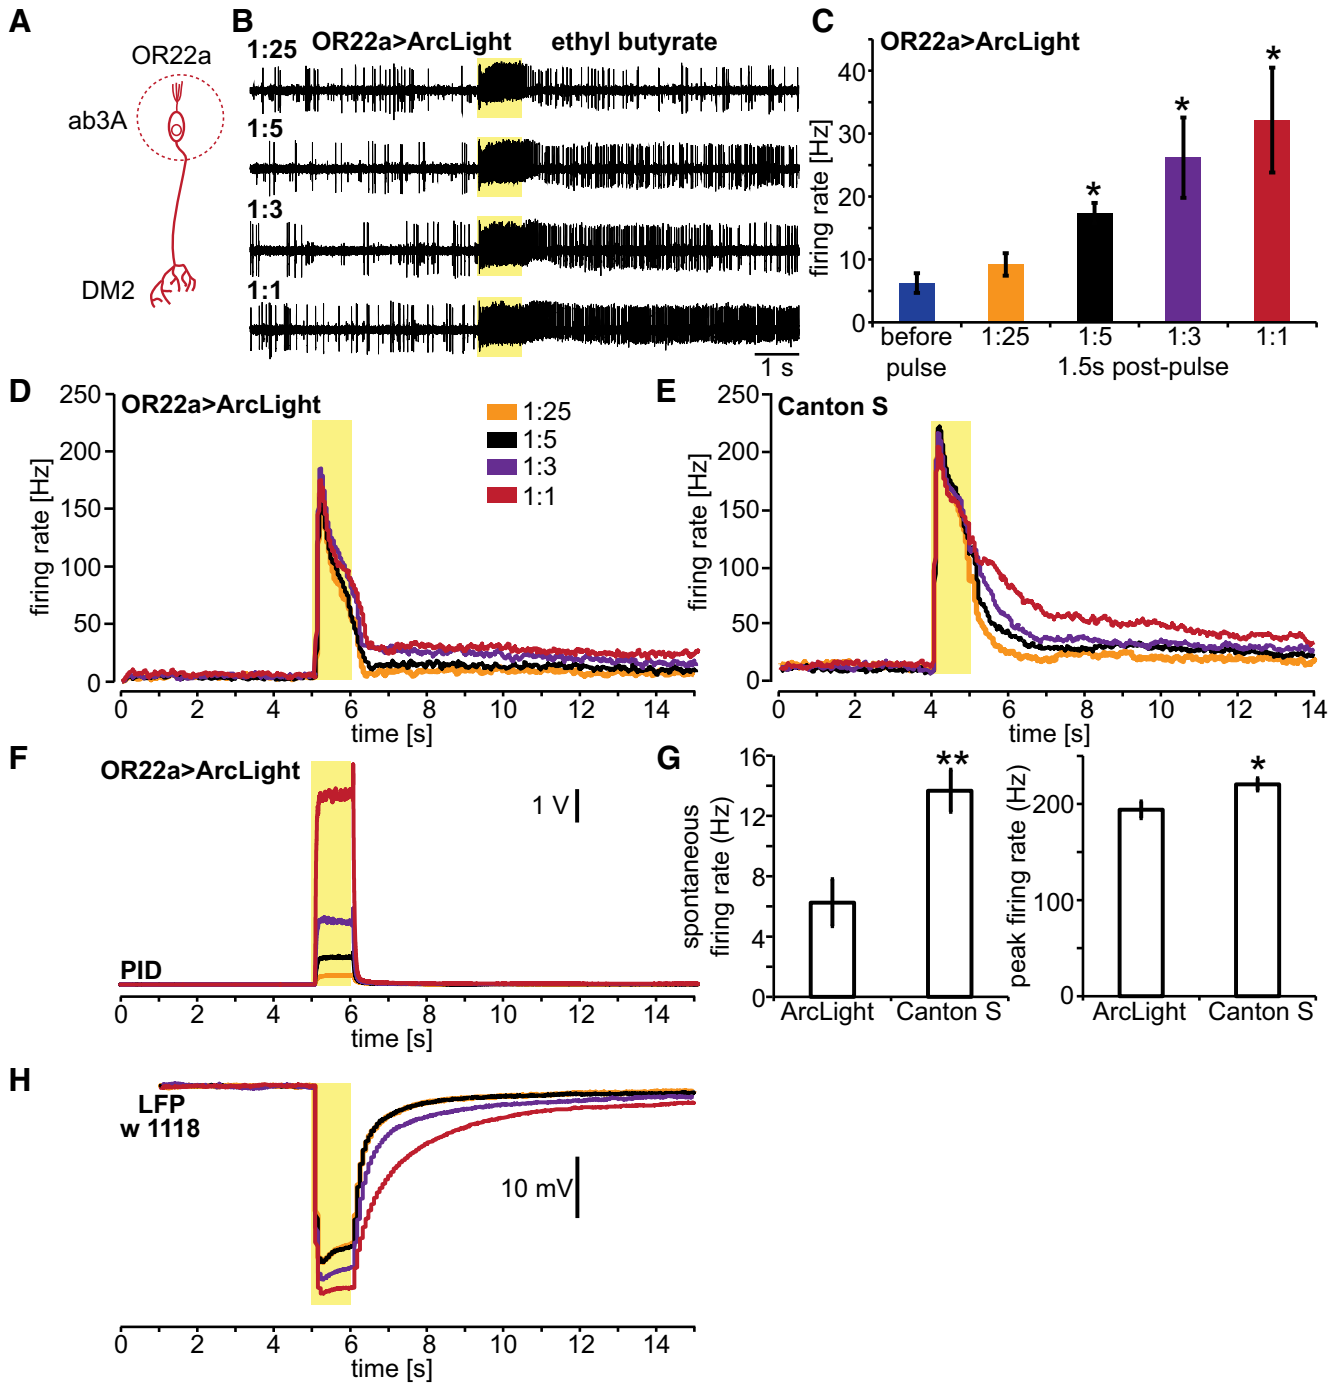 A
OR22a
ab3A
DM2
B
OR22a>ArcLight ethyl butyrate
1:25
1:5
1:3
1:1
1 s
C
OR22a>ArcLight
firing rate [Hz]
40
30
20
10
0
* * *
before pulse 1:25 1:5 1:3 1:1
1.5s post-pulse
D
OR22a>ArcLight
firing rate [Hz]
250
200
150
100
50
0
1:25
1:5
1:3
1:1
0 2 4 6 8 10 12 14
time [s]
E
Canton S
firing rate [Hz]
250
200
150
100
50
0
0 2 4 6 8 10 12 14
time [s]
F
OR22a>ArcLight
1 V
PID
0 2 4 6 8 10 12 14
time [s]
G
spontaneous
firing rate (Hz)
16
12
8
4
0
**
ArcLight Canton S
peak firing rate (Hz)
200
100
0
*
ArcLight Canton S
H
LFP
w 1118
10 mV
0 2 4 6 8 10 12 14
time [s]